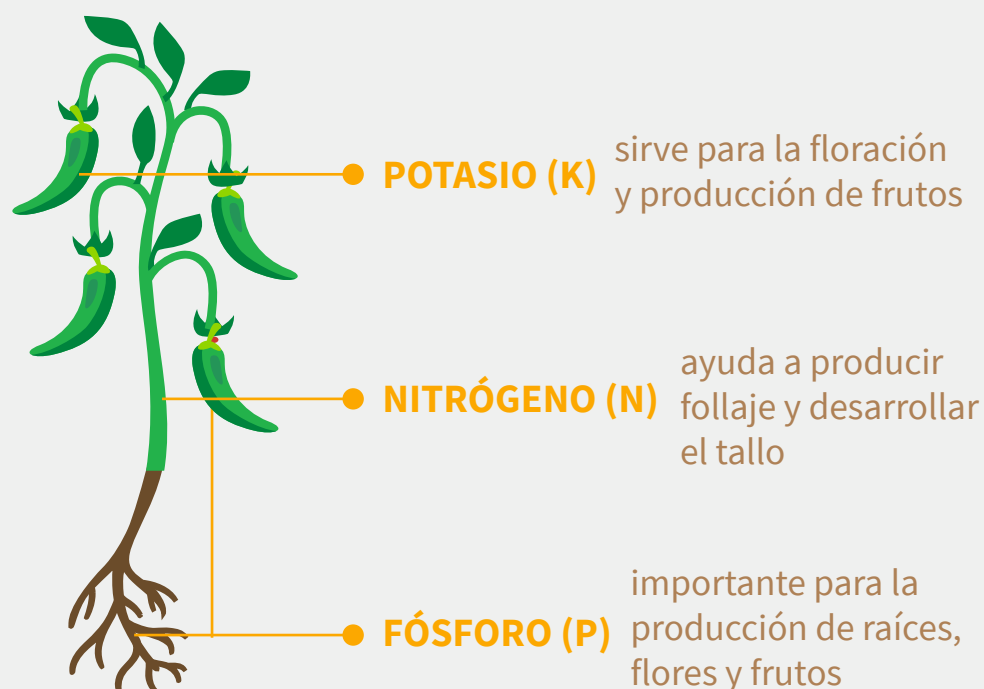 POTASIO (K)
sirve para la floración
y producción de frutos
NITRÓGENO (N)
ayuda a producir
follaje y desarrollar
el tallo
FÓSFORO (P)
importante para la
producción de raíces,
flores y frutos